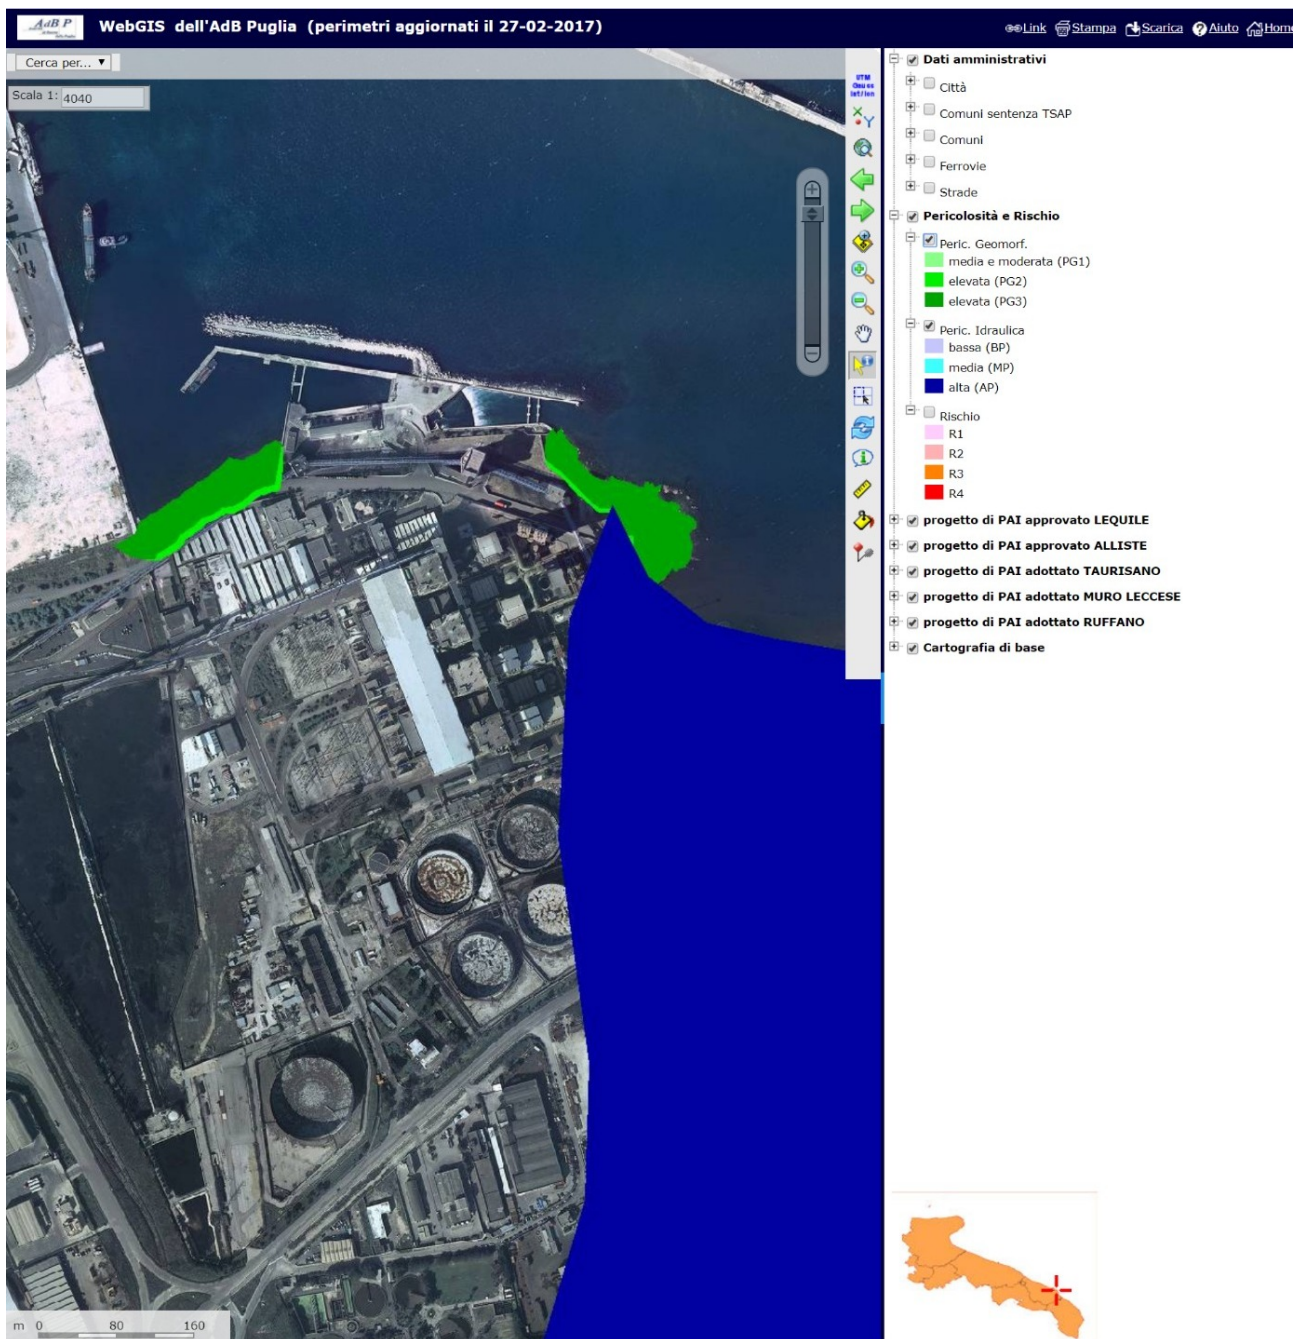 AdB P
WebGIS dell'AdB Puglia (perimetri aggiornati il 27-02-2017)
Link Stampa Scarica Aiuto Home
Cerca per... ▼
Scala 1: 4040
UTM
Gauss
lat/lon
X
Y
Dati amministrativi
Città
Comuni sentenza TSAP
Comuni
Ferrovie
Strade
Pericolosità e Rischio
Peric. Geomorf.
media e moderata (PG1)
elevata (PG2)
elevata (PG3)
Peric. Idraulica
bassa (BP)
media (MP)
alta (AP)
Rischio
R1
R2
R3
R4
progetto di PAI approvato LEQUILE
progetto di PAI approvato ALLISTE
progetto di PAI adottato TAURISANO
progetto di PAI adottato MURO LECCESE
progetto di PAI adottato RUFFANO
Cartografia di base
m 0 80 160